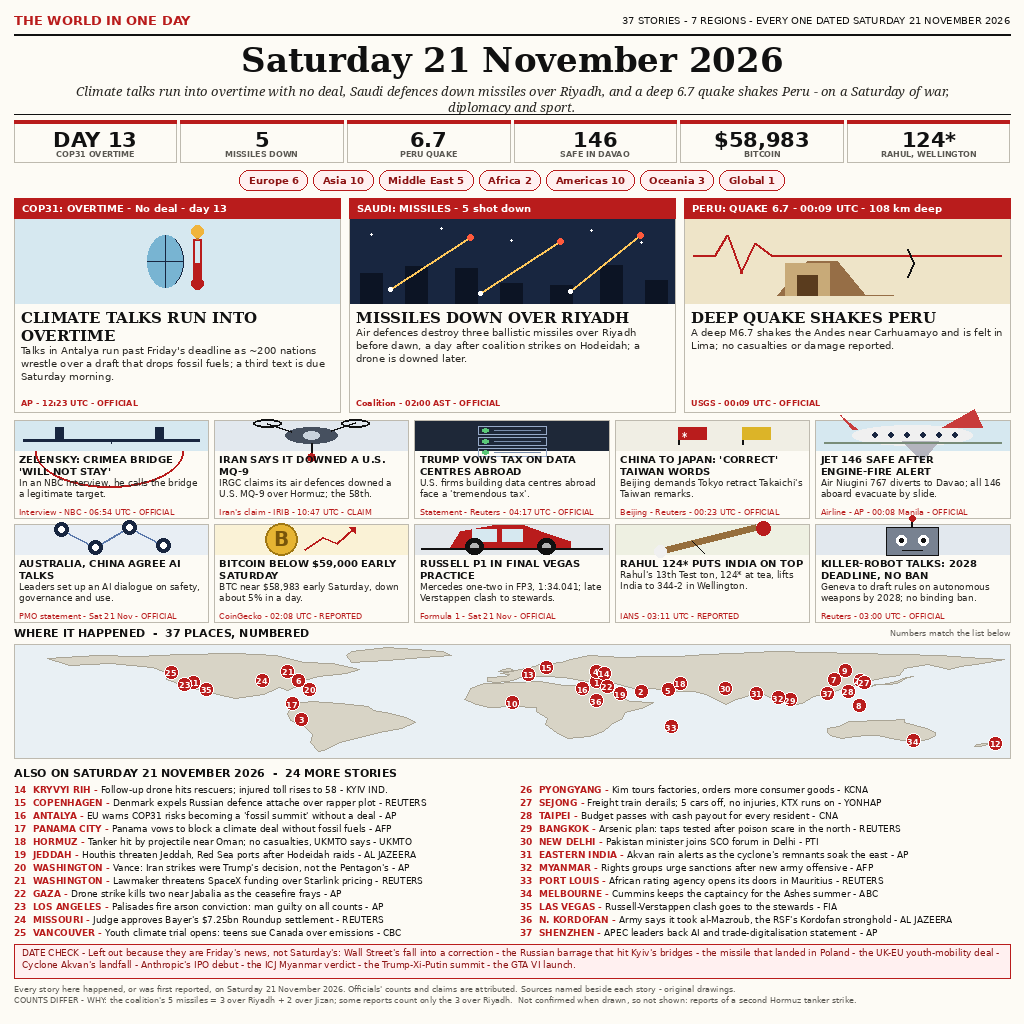 THE WORLD IN ONE DAY
37 STORIES - 7 REGIONS - EVERY ONE DATED SATURDAY 21 NOVEMBER 2026
Saturday 21 November 2026
Climate talks run into overtime with no deal, Saudi defences down missiles over Riyadh, and a deep 6.7 quake shakes Peru - on a Saturday of war,
diplomacy and sport.
DAY 13
COP31 OVERTIME
5
MISSILES DOWN
6.7
PERU QUAKE
146
SAFE IN DAVAO
$58,983
BITCOIN
124*
RAHUL, WELLINGTON
Europe 6
Asia 10
Middle East 5
Africa 2
Americas 10
Oceania 3
Global 1
COP31: OVERTIME - No deal - day 13
CLIMATE TALKS RUN INTO
OVERTIME
Talks in Antalya run past Friday's deadline as ~200 nations
wrestle over a draft that drops fossil fuels; a third text is due
Saturday morning.
AP - 12:23 UTC - OFFICIAL
SAUDI: MISSILES - 5 shot down
MISSILES DOWN OVER RIYADH
Air defences destroy three ballistic missiles over Riyadh
before dawn, a day after coalition strikes on Hodeidah; a
drone is downed later.
Coalition - 02:00 AST - OFFICIAL
PERU: QUAKE 6.7 - 00:09 UTC - 108 km deep
DEEP QUAKE SHAKES PERU
A deep M6.7 shakes the Andes near Carhuamayo and is felt in
Lima; no casualties or damage reported.
USGS - 00:09 UTC - OFFICIAL
ZELENSKY: CRIMEA BRIDGE
'WILL NOT STAY'
In an NBC interview, he calls the bridge
a legitimate target.
Interview - NBC - 06:54 UTC - OFFICIAL
IRAN SAYS IT DOWNED A U.S.
MQ-9
IRGC claims its air defences downed a
U.S. MQ-9 over Hormuz; the 58th.
Iran's claim - IRIB - 10:47 UTC - CLAIM
TRUMP VOWS TAX ON DATA
CENTRES ABROAD
U.S. firms building data centres abroad
face a 'tremendous tax'.
Statement - Reuters - 04:17 UTC - OFFICIAL
CHINA TO JAPAN: 'CORRECT'
TAIWAN WORDS
Beijing demands Tokyo retract Takaichi's
Taiwan remarks.
Beijing - Reuters - 00:23 UTC - OFFICIAL
JET 146 SAFE AFTER
ENGINE-FIRE ALERT
Air Niugini 767 diverts to Davao; all 146
aboard evacuate by slide.
Airline - AP - 00:08 Manila - OFFICIAL
AUSTRALIA, CHINA AGREE AI
TALKS
Leaders set up an AI dialogue on safety,
governance and use.
PMO statement - Sat 21 Nov - OFFICIAL
B
BITCOIN BELOW $59,000 EARLY
SATURDAY
BTC near $58,983 early Saturday, down
about 5% in a day.
CoinGecko - 02:08 UTC - REPORTED
RUSSELL P1 IN FINAL VEGAS
PRACTICE
Mercedes one-two in FP3, 1:34.041; late
Verstappen clash to stewards.
Formula 1 - Sat 21 Nov - OFFICIAL
RAHUL 124* PUTS INDIA ON TOP
Rahul's 13th Test ton, 124* at tea, lifts
India to 344-2 in Wellington.
IANS - 03:11 UTC - REPORTED
KILLER-ROBOT TALKS: 2028
DEADLINE, NO BAN
Geneva to draft rules on autonomous
weapons by 2028; no binding ban.
Reuters - 03:00 UTC - OFFICIAL
WHERE IT HAPPENED - 37 PLACES, NUMBERED
Numbers match the list below
25
23
35
24
21
6
20
17
3
13
15
10
14
16
22
19
36
2
5
18
33
30
31
32
29
9
7
27
37
28
8
34
12
ALSO ON SATURDAY 21 NOVEMBER 2026 - 24 MORE STORIES
14 KRYVYI RIH - Follow-up drone hits rescuers; injured toll rises to 58 - KYIV IND.
15 COPENHAGEN - Denmark expels Russian defence attache over rapper plot - REUTERS
16 ANTALYA - EU warns COP31 risks becoming a 'fossil summit' without a deal - AP
17 PANAMA CITY - Panama vows to block a climate deal without fossil fuels - AFP
18 HORMUZ - Tanker hit by projectile near Oman; no casualties, UKMTO says - UKMTO
19 JEDDAH - Houthis threaten Jeddah, Red Sea ports after Hodeidah raids - AL JAZEERA
20 WASHINGTON - Vance: Iran strikes were Trump's decision, not the Pentagon's - AP
21 WASHINGTON - Lawmaker threatens SpaceX funding over Starlink pricing - REUTERS
22 GAZA - Drone strike kills two near Jabalia as the ceasefire frays - AP
23 LOS ANGELES - Palisades fire arson conviction: man guilty on all counts - AP
24 MISSOURI - Judge approves Bayer's $7.25bn Roundup settlement - REUTERS
25 VANCOUVER - Youth climate trial opens: teens sue Canada over emissions - CBC
26 PYONGYANG - Kim tours factories, orders more consumer goods - KCNA
27 SEJONG - Freight train derails; 5 cars off, no injuries, KTX runs on - YONHAP
28 TAIPEI - Budget passes with cash payout for every resident - CNA
29 BANGKOK - Arsenic plan: taps tested after poison scare in the north - REUTERS
30 NEW DELHI - Pakistan minister joins SCO forum in Delhi - PTI
31 EASTERN INDIA - Akvan rain alerts as the cyclone's remnants soak the east - AP
32 MYANMAR - Rights groups urge sanctions after new army offensive - AFP
33 PORT LOUIS - African rating agency opens its doors in Mauritius - REUTERS
34 MELBOURNE - Cummins keeps the captaincy for the Ashes summer - ABC
35 LAS VEGAS - Russell-Verstappen clash goes to the stewards - FIA
36 N. KORDOFAN - Army says it took al-Mazroub, the RSF's Kordofan stronghold - AL JAZEERA
37 SHENZHEN - APEC leaders back AI and trade-digitalisation statement - AP
DATE CHECK - Left out because they are Friday's news, not Saturday's: Wall Street's fall into a correction - the Russian barrage that hit Kyiv's bridges - the missile that landed in Poland - the UK-EU youth-mobility deal -
Cyclone Akvan's landfall - Anthropic's IPO debut - the ICJ Myanmar verdict - the Trump-Xi-Putin summit - the GTA VI launch.
Every story here happened, or was first reported, on Saturday 21 November 2026. Officials' counts and claims are attributed. Sources named beside each story - original drawings.
COUNTS DIFFER - WHY: the coalition's 5 missiles = 3 over Riyadh + 2 over Jizan; some reports count only the 3 over Riyadh. Not confirmed when drawn, so not shown: reports of a second Hormuz tanker strike.